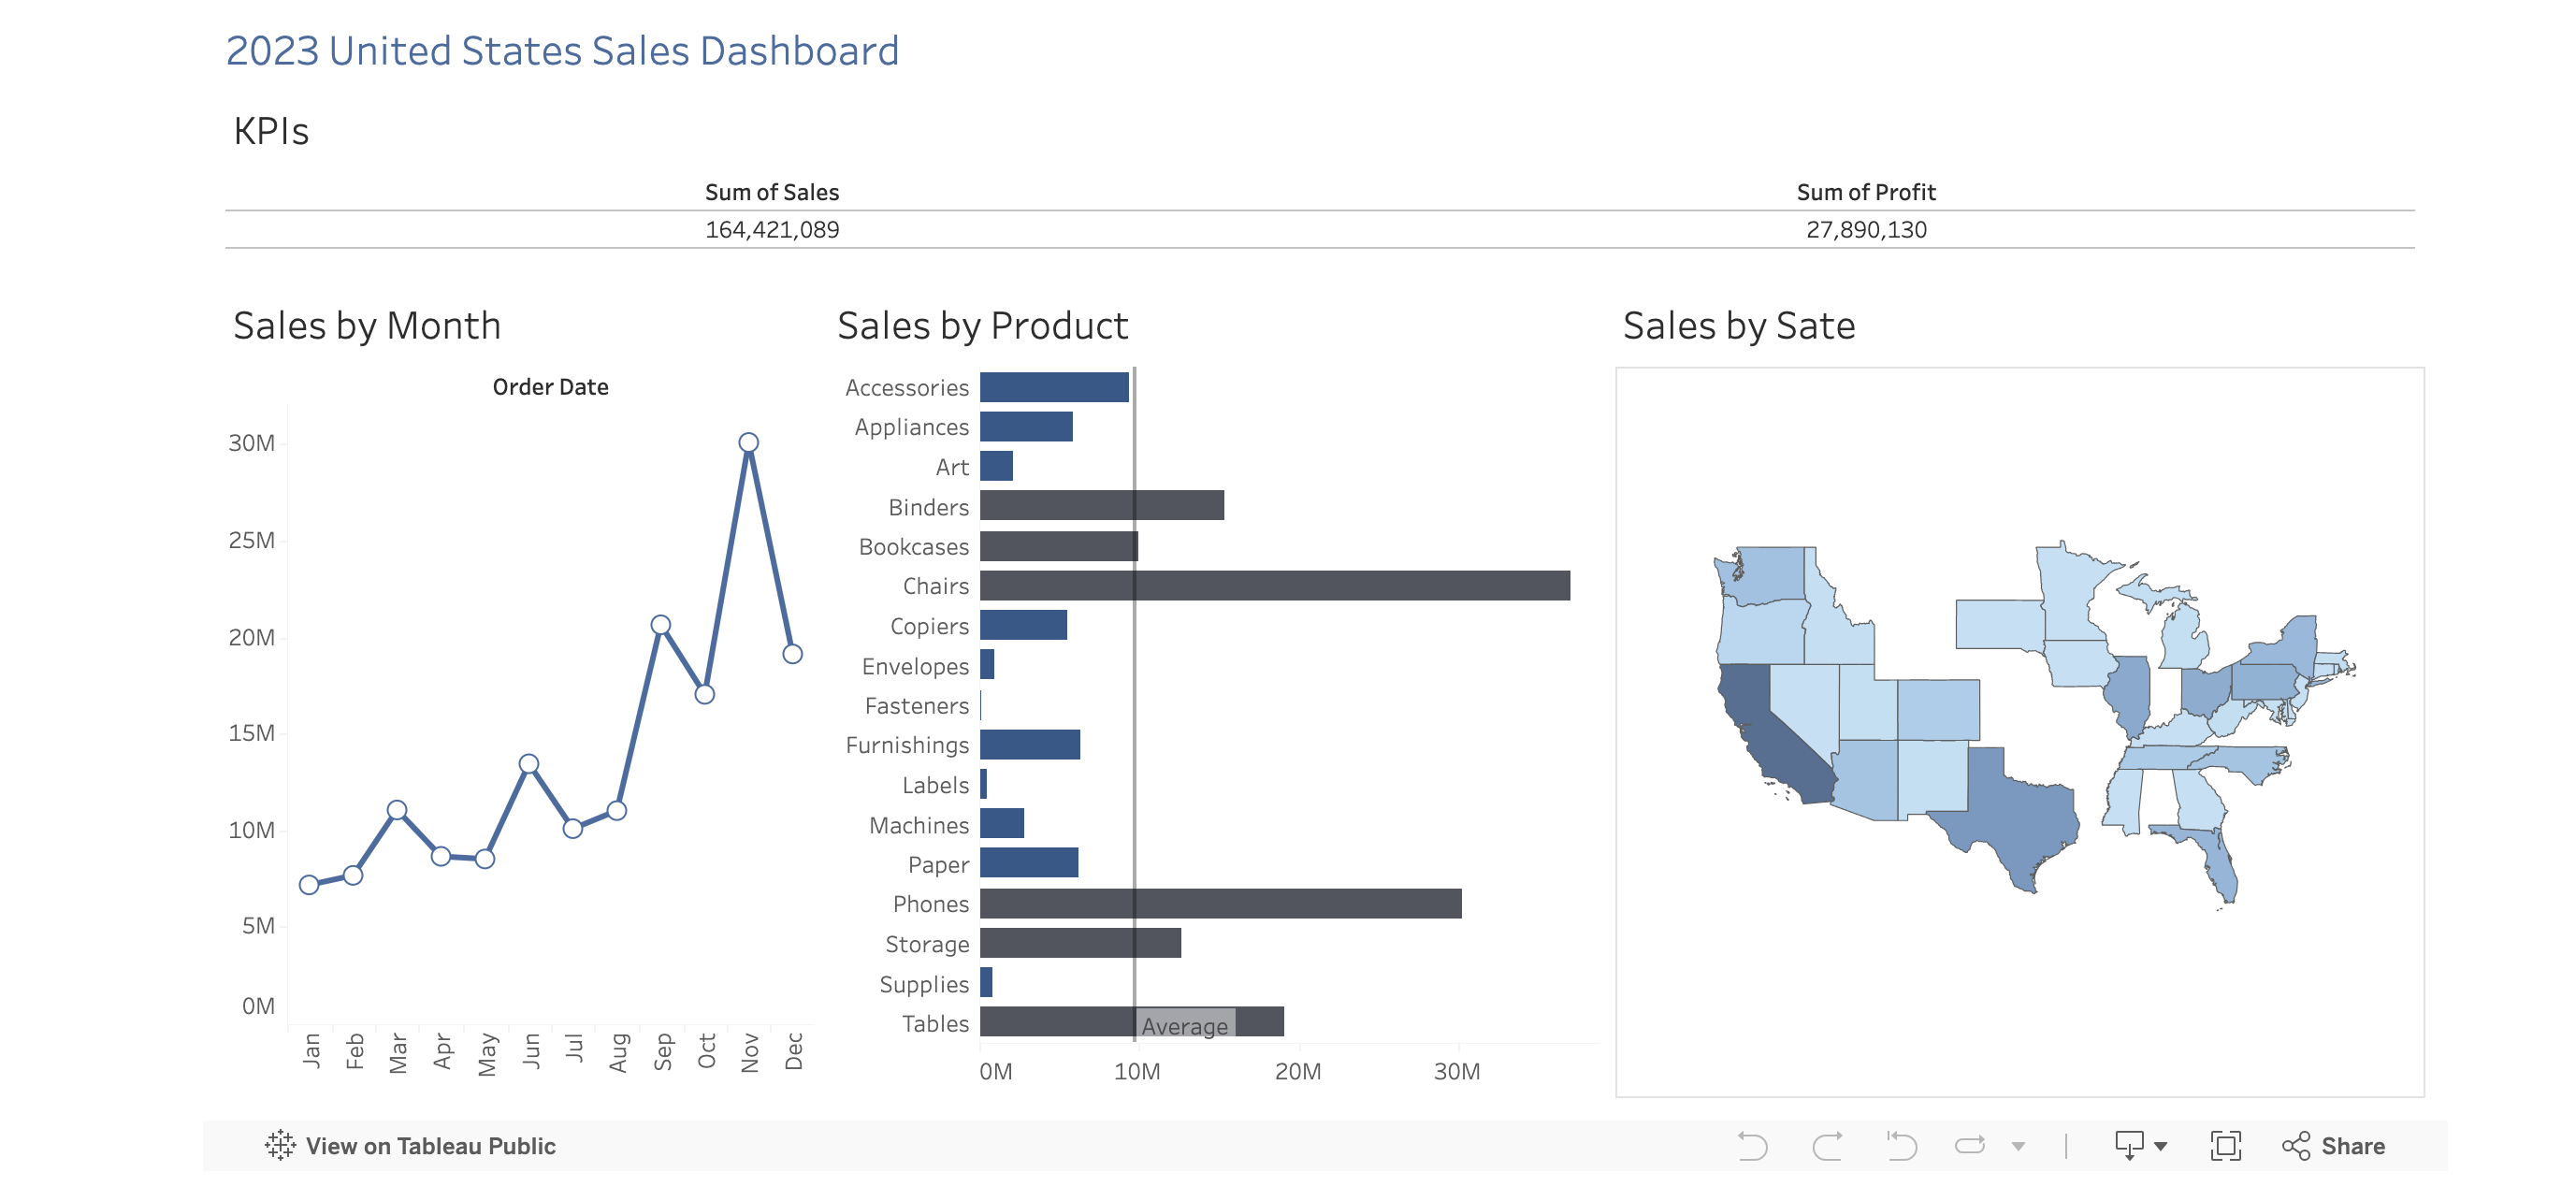 2023 United States Sales Dashboard
KPIs
Sum of Sales Sum of Profit
164,421,089 27,890,130
Sales by Month
Order Date
30M
25M
20M
15M
10M
5M
0M
Jan Feb Mar Apr May Jun Jul Aug Sep Oct Nov Dec
Sales by Product
Accessories
Appliances
Art
Binders
Bookcases
Chairs
Copiers
Envelopes
Fasteners
Furnishings
Labels
Machines
Paper
Phones
Storage
Supplies
Tables
Average
0M 10M 20M 30M
Sales by Sate
View on Tableau Public
Share